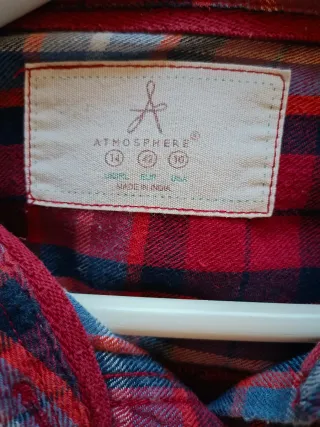 ATMOSPHERE®
14 42 10
UK/IRL EUR USA
MADE IN INDIA